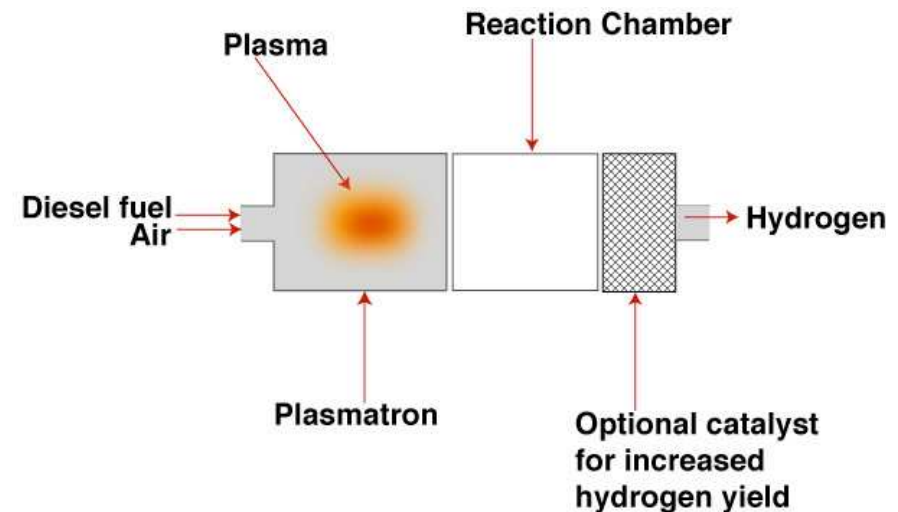 Reaction Chamber
Plasma
Diesel fuel
Air
Hydrogen
Plasmatron
Optional catalyst
for increased
hydrogen yield